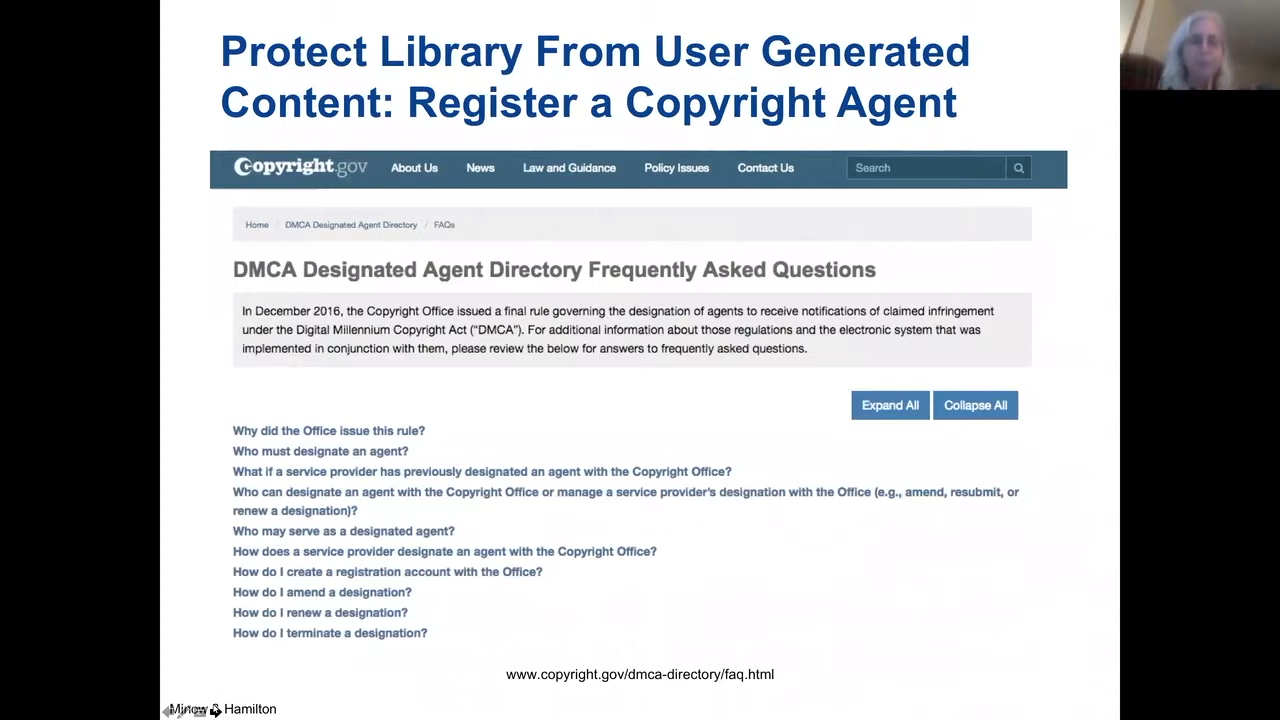 Protect Library From User Generated
Content: Register a Copyright Agent
Copyright.gov About Us News Law and Guidance Policy Issues Contact Us Search
Home / DMCA Designated Agent Directory / FAQs
DMCA Designated Agent Directory Frequently Asked Questions
In December 2016, the Copyright Office issued a final rule governing the designation of agents to receive notifications of claimed infringement
under the Digital Millennium Copyright Act ("DMCA"). For additional information about those regulations and the electronic system that was
implemented in conjunction with them, please review the below for answers to frequently asked questions.
Expand All Collapse All
Why did the Office issue this rule?
Who must designate an agent?
What if a service provider has previously designated an agent with the Copyright Office?
Who can designate an agent with the Copyright Office or manage a service provider's designation with the Office (e.g., amend, resubmit, or
renew a designation)?
Who may serve as a designated agent?
How does a service provider designate an agent with the Copyright Office?
How do I create a registration account with the Office?
How do I amend a designation?
How do I renew a designation?
How do I terminate a designation?
www.copyright.gov/dmca-directory/faq.html
Minow & Hamilton